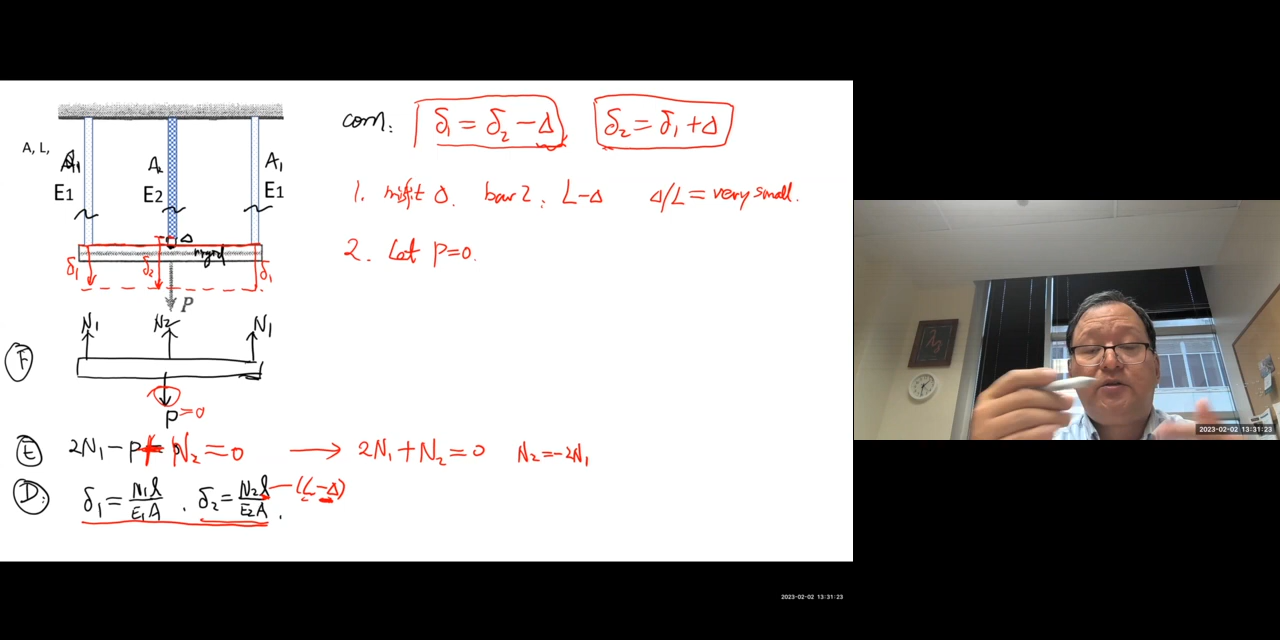 com: δ₁ = δ₂ - Δ, δ₂ = δ₁ + Δ
A, L,
A₁ A₂ A₁
E1 E2 E1
1. misfit Δ. bar 2: L-Δ Δ/L = very small.
Δ
rigid
2. Let P=0.
δ₁ δ₂ δ₁
P
N₁ N₂ N₁
F
P=0
E 2N₁ - P + N₂ = 0 → 2N₁ + N₂ = 0 N₂ = -2N₁
D: δ₁ = N₁l/E₁A . δ₂ = N₂l/E₂A . (L-Δ)
2023-02-02 13:31:23
2023-02-02 13:31:23